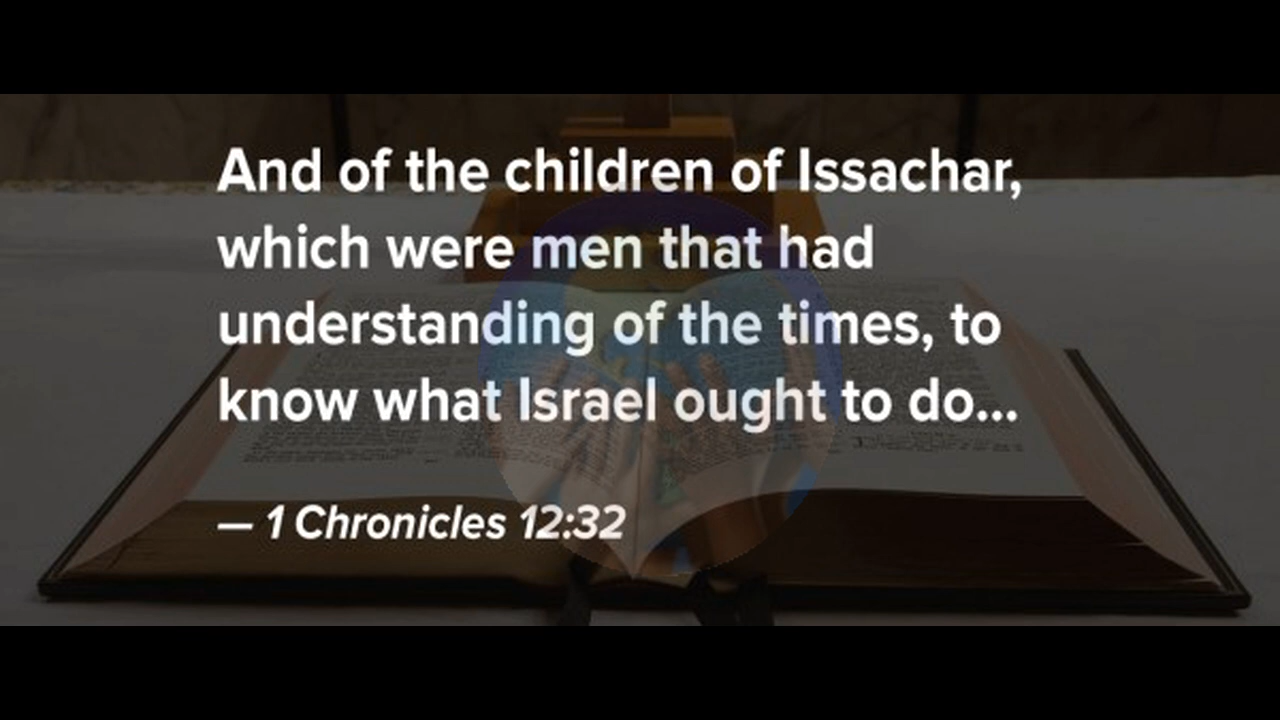 And of the children of Issachar,
which were men that had
understanding of the times, to
know what Israel ought to do...
— 1 Chronicles 12:32